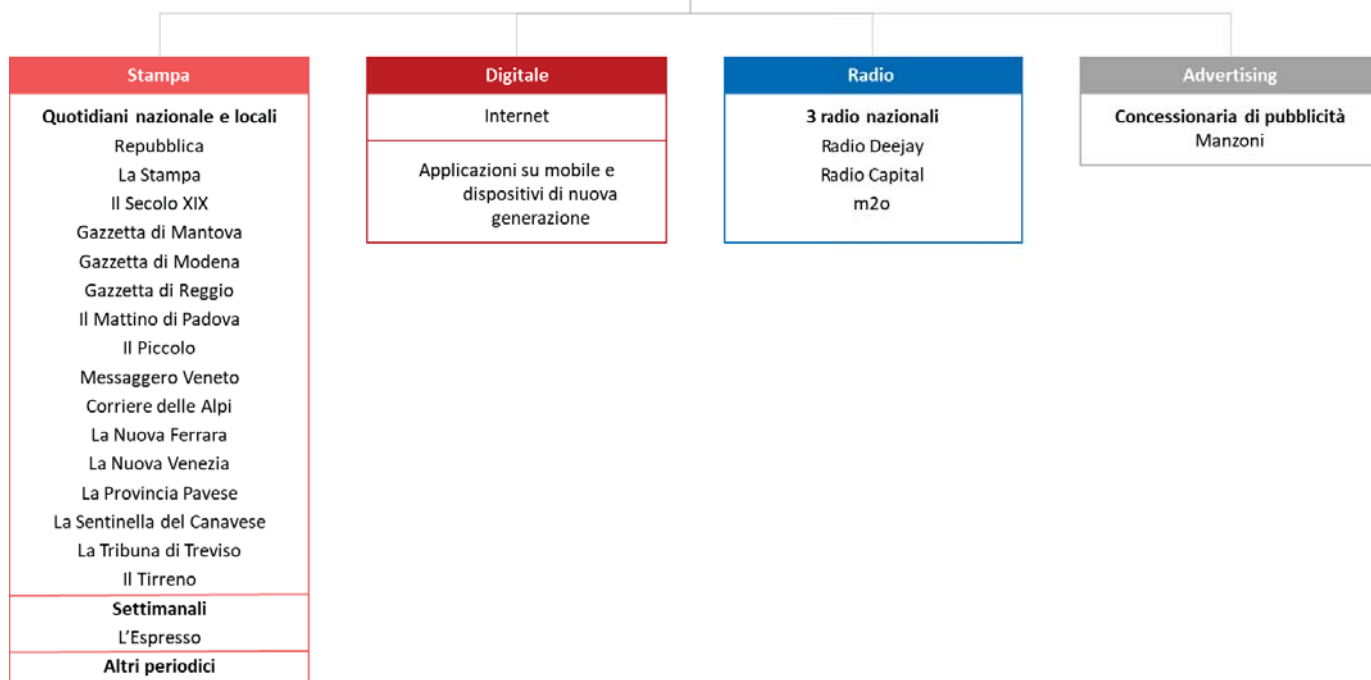 Stampa
Quotidiani nazionale e locali
Repubblica
La Stampa
Il Secolo XIX
Gazzetta di Mantova
Gazzetta di Modena
Gazzetta di Reggio
Il Mattino di Padova
Il Piccolo
Messaggero Veneto
Corriere delle Alpi
La Nuova Ferrara
La Nuova Venezia
La Provincia Pavese
La Sentinella del Canavese
La Tribuna di Treviso
Il Tirreno
Settimanali
L'Espresso
Altri periodici
Digitale
Internet
Applicazioni su mobile e
dispositivi di nuova
generazione
Radio
3 radio nazionali
Radio Deejay
Radio Capital
m2o
Advertising
Concessionaria di pubblicità
Manzoni